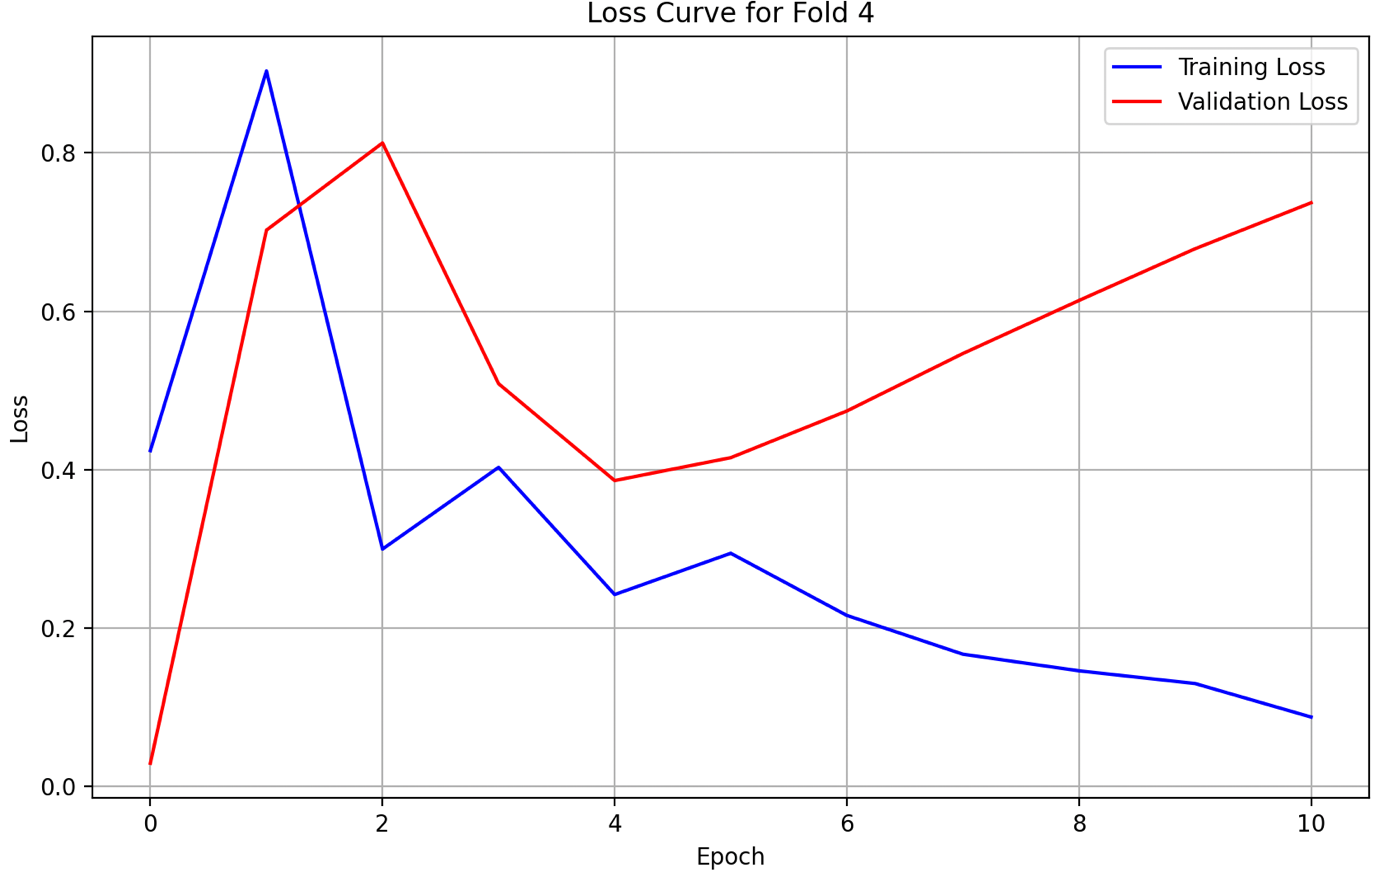 Loss Curve for Fold 4
Training Loss
Validation Loss
0.8
0.6
0.4
0.2
0.0
Loss
0 2 4 6 8 10
Epoch